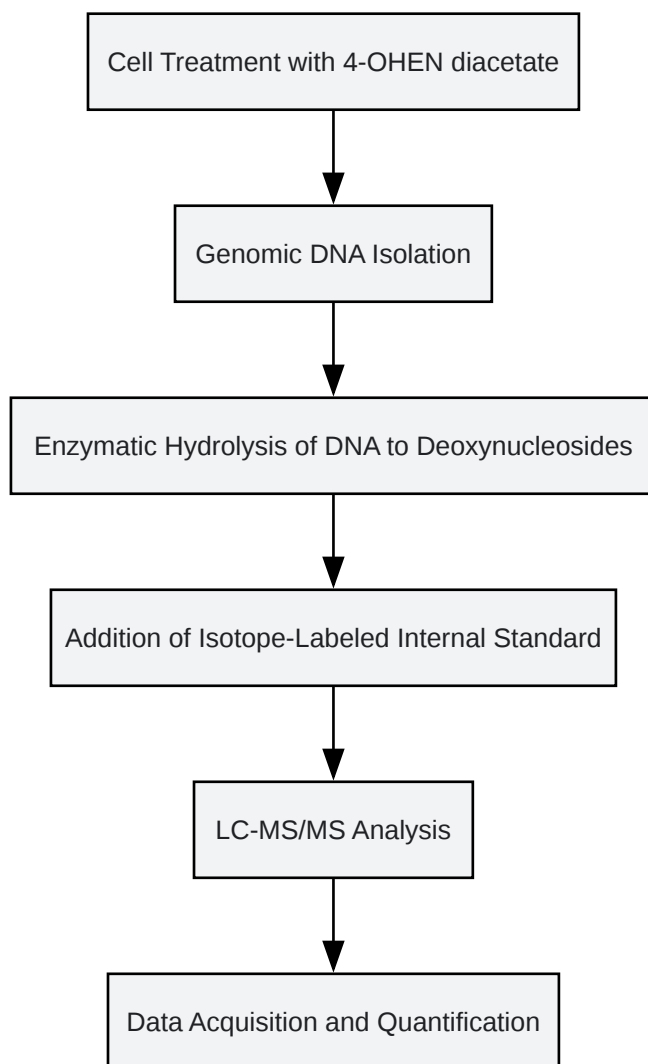 Cell Treatment with 4-OHEN diacetate
Genomic DNA Isolation
Enzymatic Hydrolysis of DNA to Deoxynucleosides
Addition of Isotope-Labeled Internal Standard
LC-MS/MS Analysis
Data Acquisition and Quantification